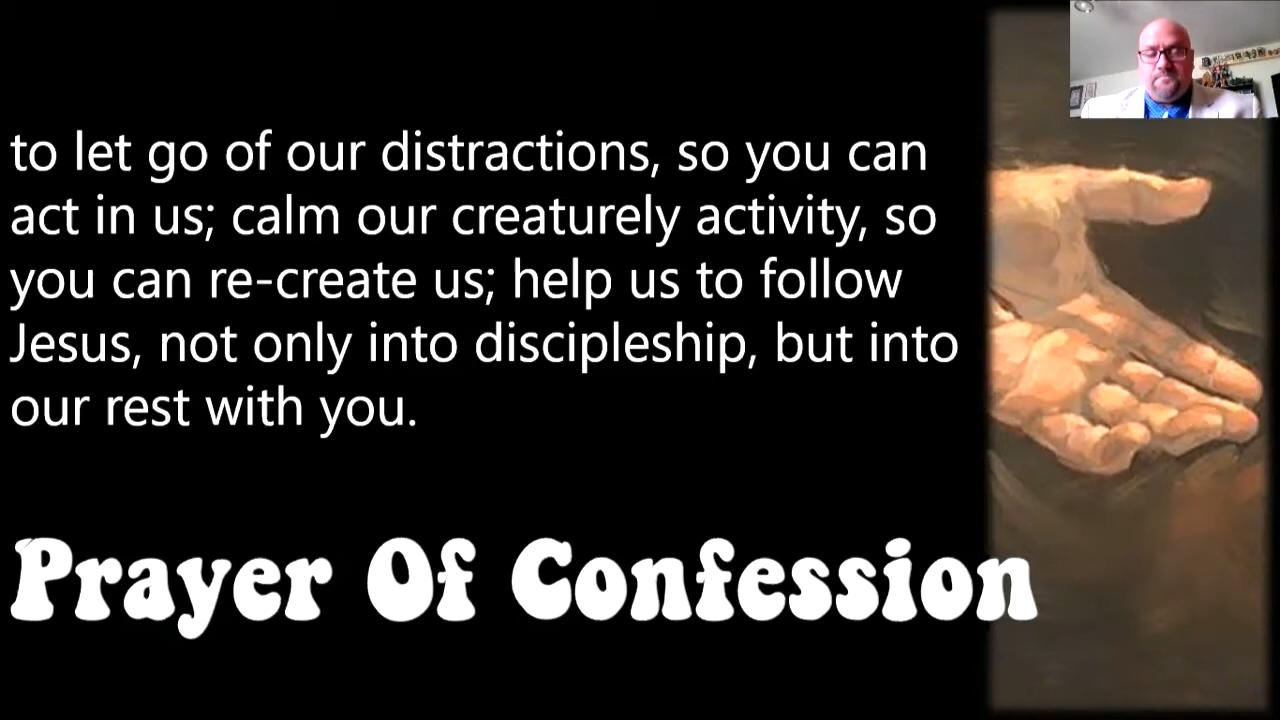 to let go of our distractions, so you can
act in us; calm our creaturely activity, so
you can re-create us; help us to follow
Jesus, not only into discipleship, but into
our rest with you.
Prayer Of Confession